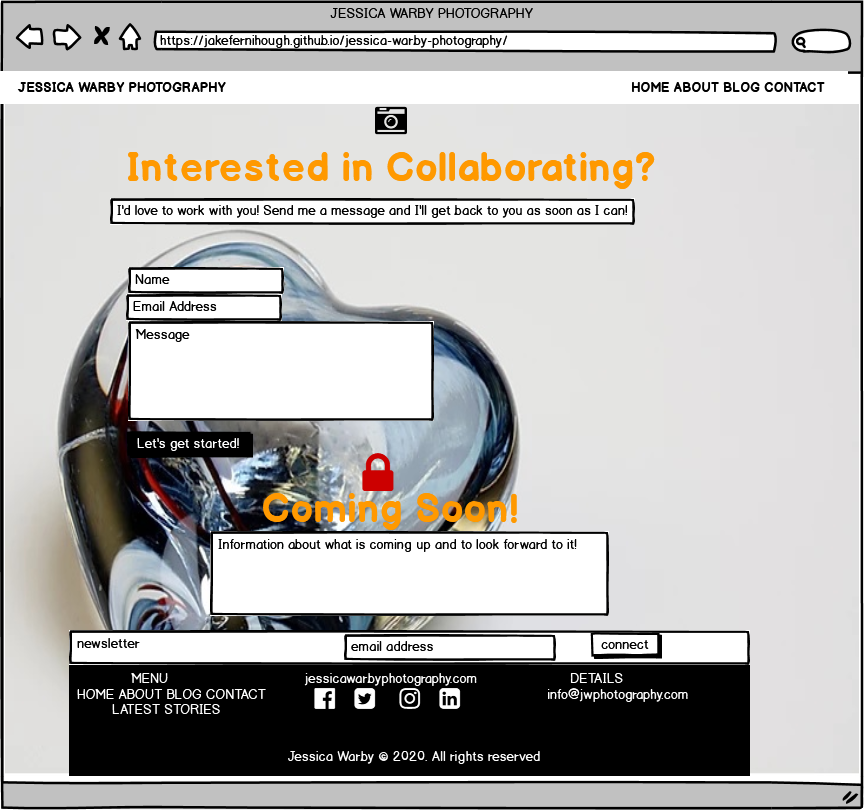 JESSICA WARBY PHOTOGRAPHY
https://jakefernihough.github.io/jessica-warby-photography/
JESSICA WARBY PHOTOGRAPHY HOME ABOUT BLOG CONTACT
Interested in Collaborating?
I'd love to work with you! Send me a message and I'll get back to you as soon as I can!
Name
Email Address
Message
Let's get started!
Coming Soon!
Information about what is coming up and to look forward to it!
newsletter email address connect
MENU jessicawarbyphotography.com DETAILS
HOME ABOUT BLOG CONTACT info@jwphotography.com
LATEST STORIES
Jessica Warby © 2020. All rights reserved